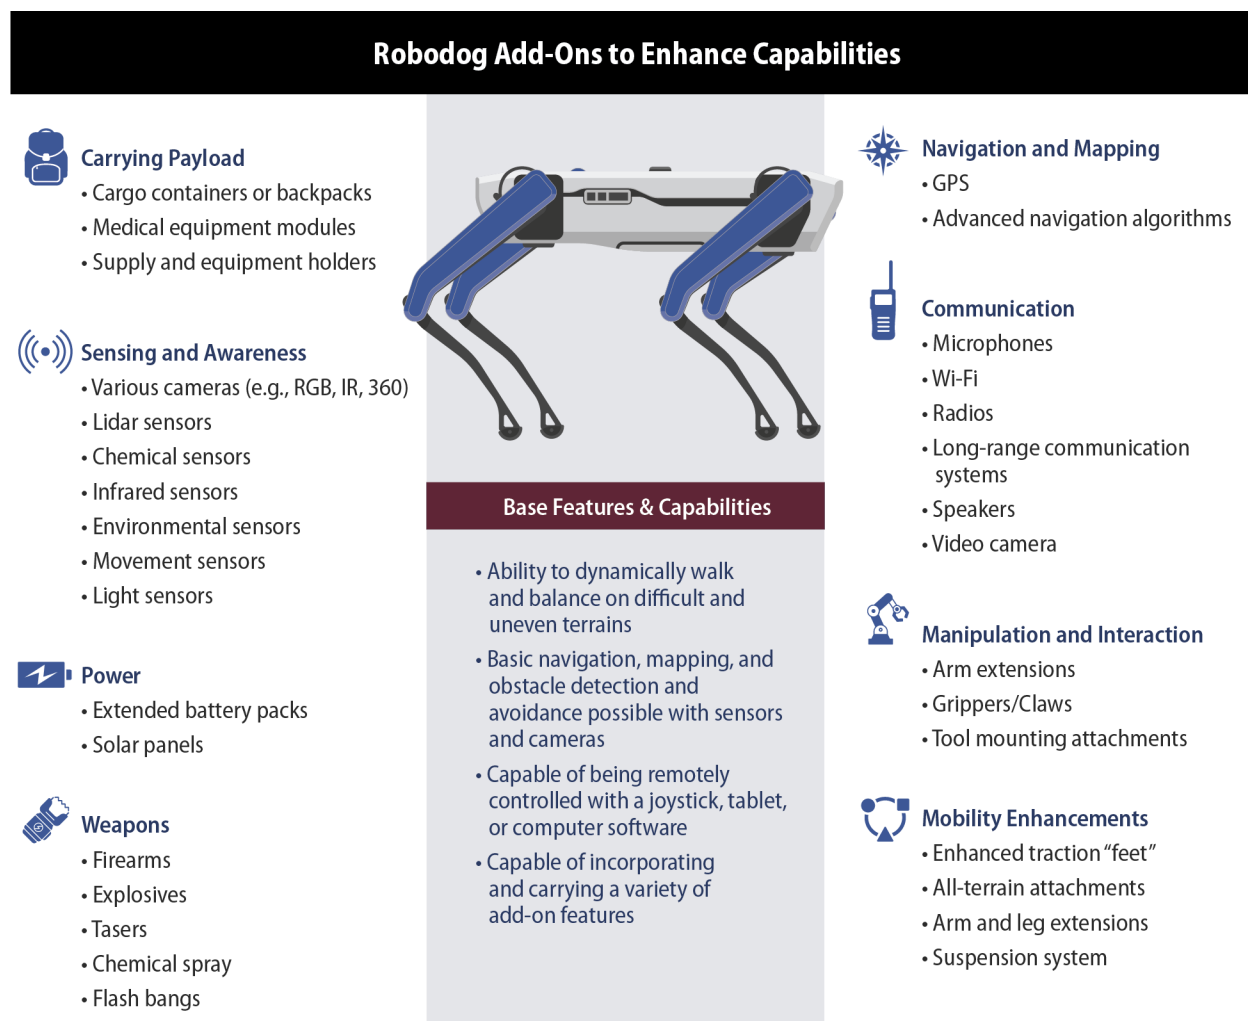 Robodog Add-Ons to Enhance Capabilities
Carrying Payload
• Cargo containers or backpacks
• Medical equipment modules
• Supply and equipment holders
Sensing and Awareness
• Various cameras (e.g., RGB, IR, 360)
• Lidar sensors
• Chemical sensors
• Infrared sensors
• Environmental sensors
• Movement sensors
• Light sensors
Power
• Extended battery packs
• Solar panels
Weapons
• Firearms
• Explosives
• Tasers
• Chemical spray
• Flash bangs
Base Features & Capabilities
• Ability to dynamically walk
and balance on difficult and
uneven terrains
• Basic navigation, mapping, and
obstacle detection and
avoidance possible with sensors
and cameras
• Capable of being remotely
controlled with a joystick, tablet,
or computer software
• Capable of incorporating
and carrying a variety of
add-on features
Navigation and Mapping
• GPS
• Advanced navigation algorithms
Communication
• Microphones
• Wi-Fi
• Radios
• Long-range communication
systems
• Speakers
• Video camera
Manipulation and Interaction
• Arm extensions
• Grippers/Claws
• Tool mounting attachments
Mobility Enhancements
• Enhanced traction “feet”
• All-terrain attachments
• Arm and leg extensions
• Suspension system